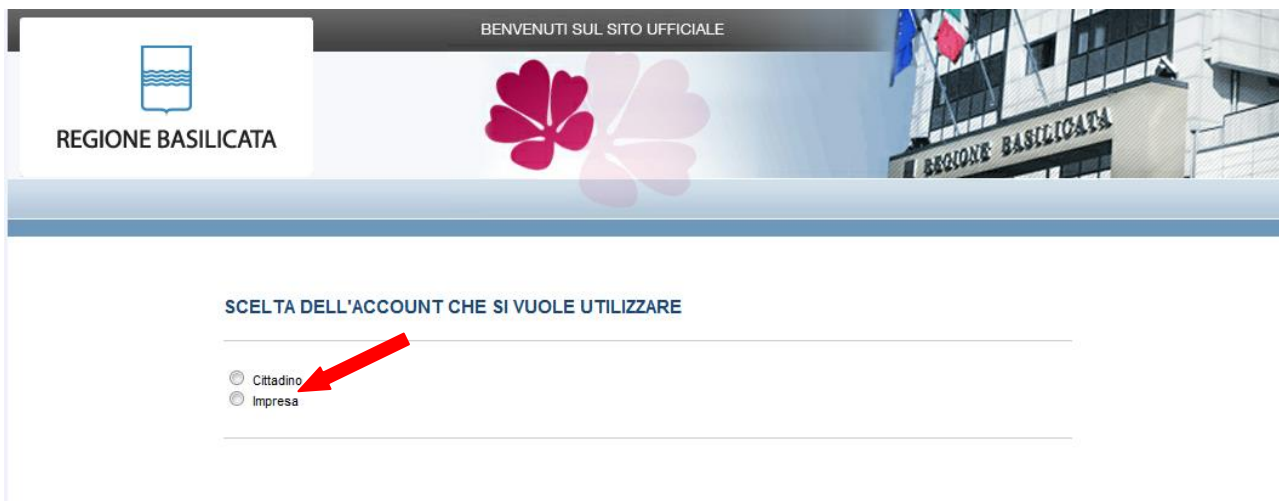 BENVENUTI SUL SITO UFFICIALE
REGIONE BASILICATA
REGIONE BASILICATA
SCELTA DELL'ACCOUNT CHE SI VUOLE UTILIZZARE
Cittadino
Impresa